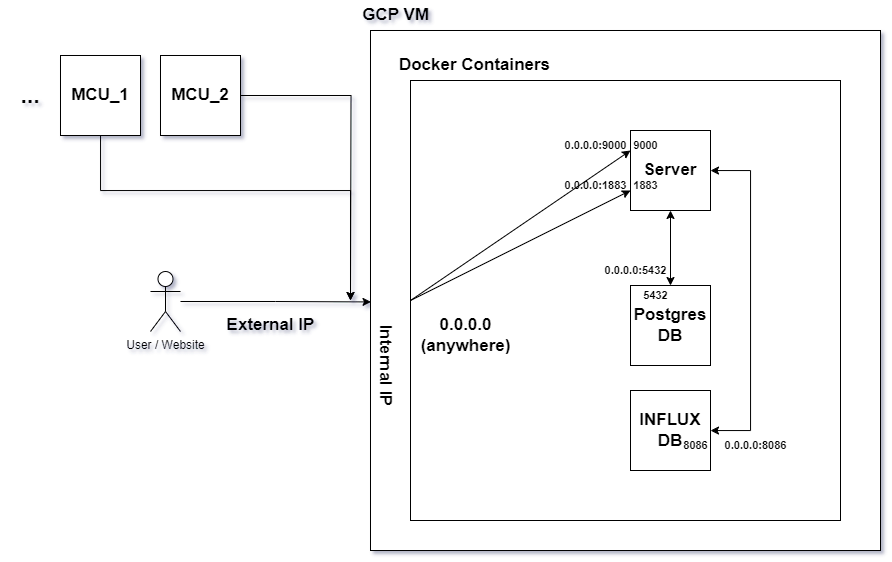 GCP VM
Docker Containers
...
MCU_1
MCU_2
0.0.0.0:9000
9000
Server
0.0.0.0:1883
1883
0.0.0.0:5432
5432
Postgres
DB
External IP
User / Website
Internal IP
0.0.0.0
(anywhere)
INFLUX
DB
8086
0.0.0.0:8086